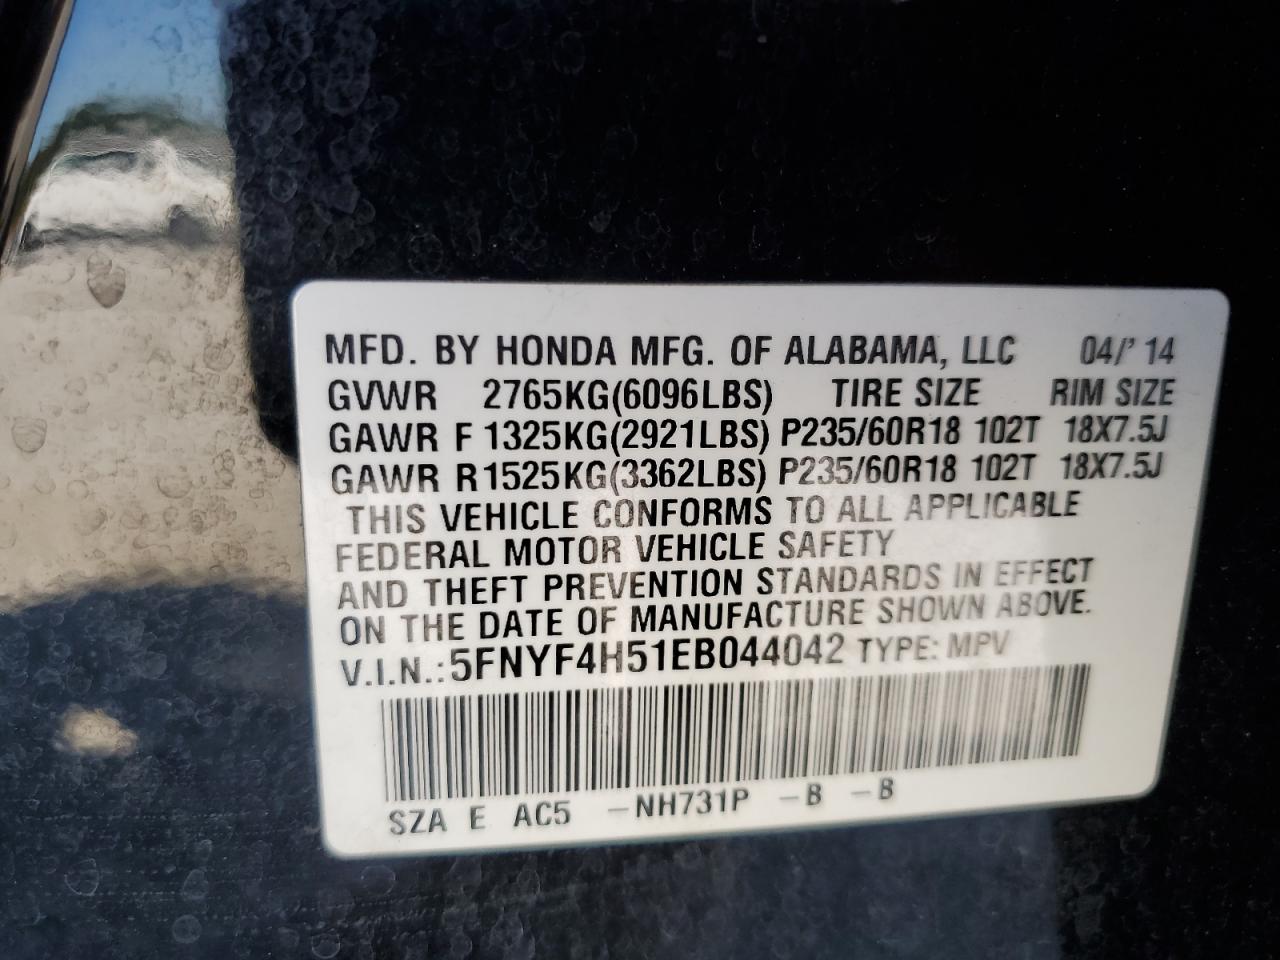 MFD. BY HONDA MFG. OF ALABAMA, LLC 04/'14
GVWR 2765KG(6096LBS) TIRE SIZE RIM SIZE
GAWR F 1325KG(2921LBS) P235/60R18 102T 18X7.5J
GAWR R 1525KG(3362LBS) P235/60R18 102T 18X7.5J
THIS VEHICLE CONFORMS TO ALL APPLICABLE
FEDERAL MOTOR VEHICLE SAFETY
AND THEFT PREVENTION STANDARDS IN EFFECT
ON THE DATE OF MANUFACTURE SHOWN ABOVE.
V.I.N.: 5FNYF4H51EB044042 TYPE: MPV
SZA E AC5 -NH731P -B -B